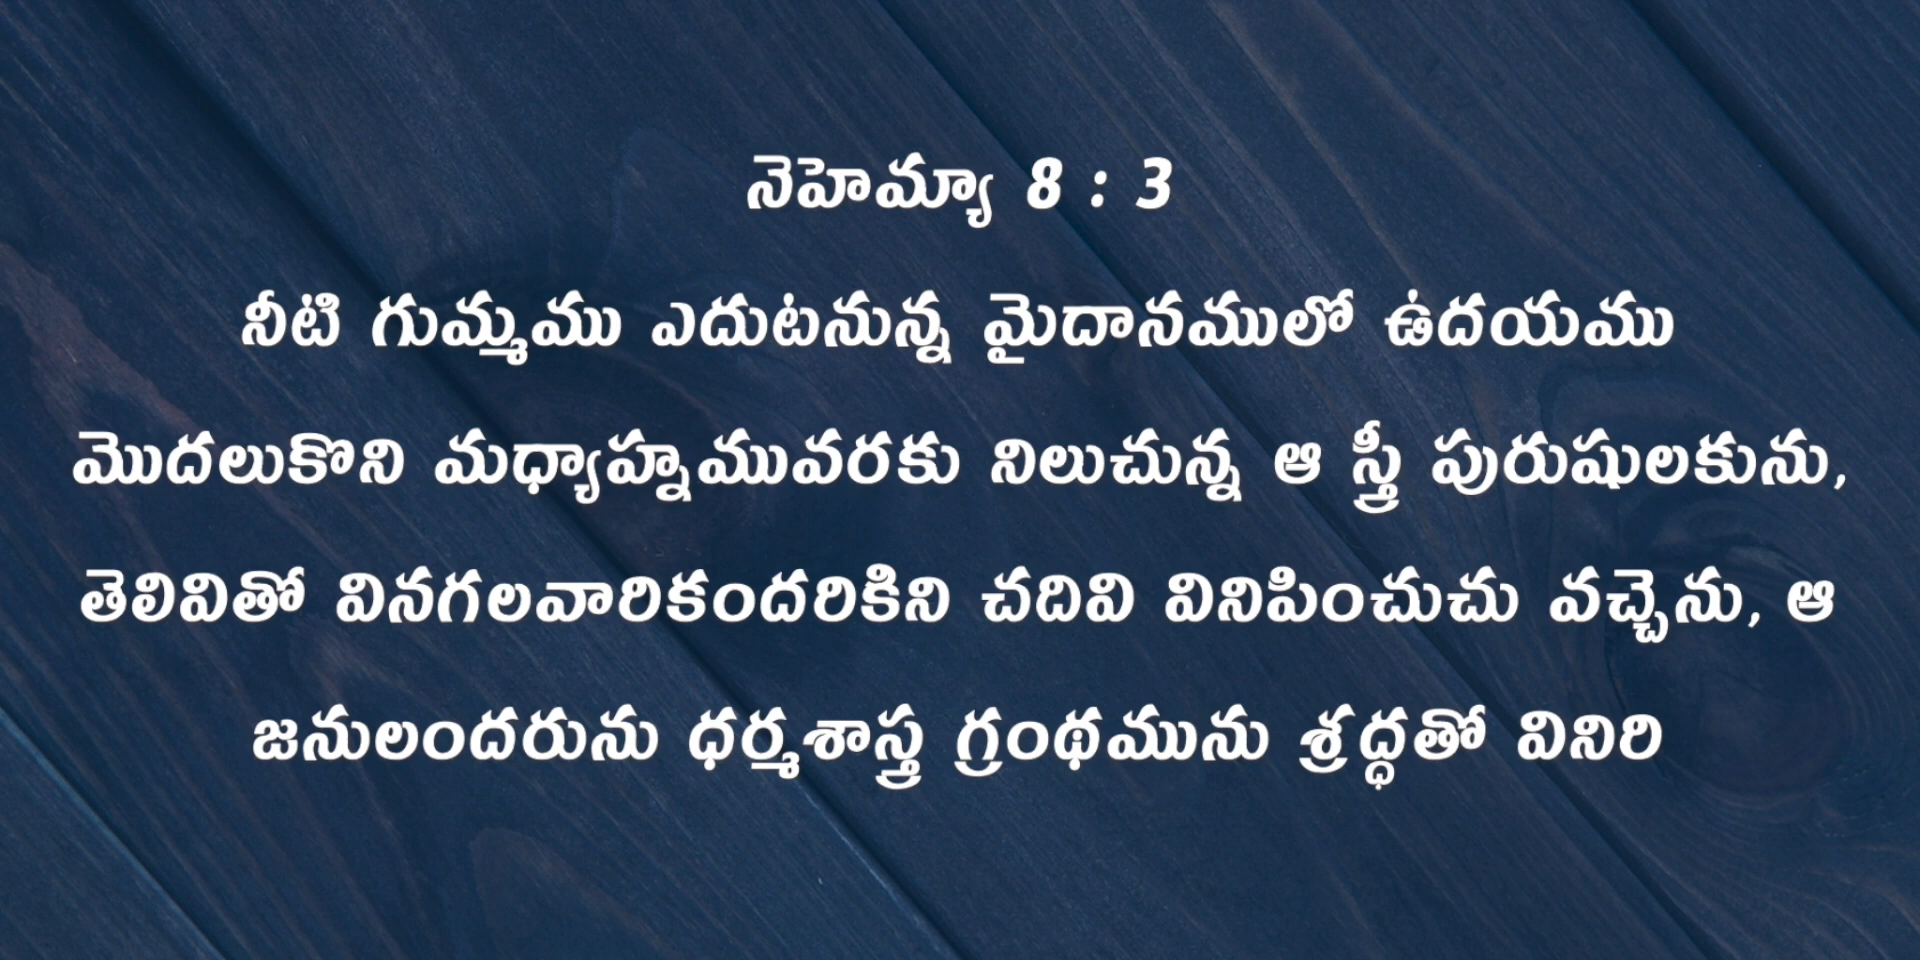 నెహెమ్యా 8 : 3
నీటి గుమ్మము ఎదుటనున్న మైదానములో ఉదయము
మొదలుకొని మధ్యాహ్నమువరకు నిలుచున్న ఆ స్త్రీ పురుషులకును,
తెలివితో వినగలవారికందరికిని చదివి వినిపించుచు వచ్చెను, ఆ
జనులందరును ధర్మశాస్త్ర గ్రంథమును శ్రద్ధతో వినిరి